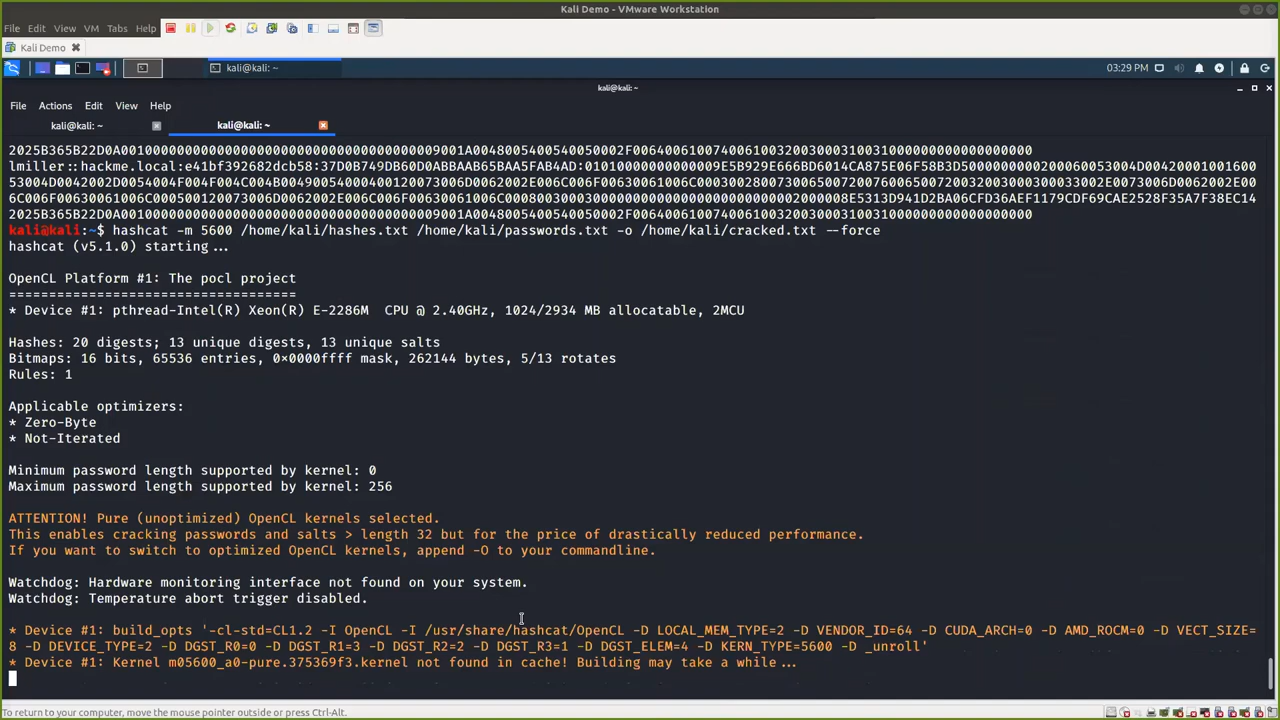 Kali Demo - VMware Workstation
File Edit View VM Tabs Help
Kali Demo
kali@kali: ~
03:29 PM
kali@kali: ~
File Actions Edit View Help
kali@kali: ~ kali@kali: ~
2025B365B22D0A0010000000000000000000000000000000000009001A0048005400540050002F006400610074006100320030003100310000000000000000
lmiller::hackme.local:e41bf392682dcb58:37D0B749DB60D0ABBAAB65BAA5FAB4AD:0101000000000000009E5B929E666BD6014CA875E06F58B3D5000000000200060053004D0042000100160
53004D0042002D0054004F004F004C004B00490054000400120073006D0062002E006C006F00630061006C000300280073006500720076006500720032003000300033002E0073006D0062002E00
6C006F00630061006C000500120073006D0062002E006C006F00630061006C000800300030000000000000000000000000002000008E5313D941D2BA06CFD36AEF1179CDF69CAE2528F35A7F38EC14
2025B365B22D0A0010000000000000000000000000000000000009001A0048005400540050002F006400610074006100320030003100310000000000000000
kali@kali:~$ hashcat -m 5600 /home/kali/hashes.txt /home/kali/passwords.txt -o /home/kali/cracked.txt --force
hashcat (v5.1.0) starting...
OpenCL Platform #1: The pocl project
====================================
* Device #1: pthread-Intel(R) Xeon(R) E-2286M  CPU @ 2.40GHz, 1024/2934 MB allocatable, 2MCU
Hashes: 20 digests; 13 unique digests, 13 unique salts
Bitmaps: 16 bits, 65536 entries, 0x0000ffff mask, 262144 bytes, 5/13 rotates
Rules: 1
Applicable optimizers:
* Zero-Byte
* Not-Iterated
Minimum password length supported by kernel: 0
Maximum password length supported by kernel: 256
ATTENTION! Pure (unoptimized) OpenCL kernels selected.
This enables cracking passwords and salts > length 32 but for the price of drastically reduced performance.
If you want to switch to optimized OpenCL kernels, append -O to your commandline.
Watchdog: Hardware monitoring interface not found on your system.
Watchdog: Temperature abort trigger disabled.
* Device #1: build_opts '-cl-std=CL1.2 -I OpenCL -I /usr/share/hashcat/OpenCL -D LOCAL_MEM_TYPE=2 -D VENDOR_ID=64 -D CUDA_ARCH=0 -D AMD_ROCM=0 -D VECT_SIZE=
8 -D DEVICE_TYPE=2 -D DGST_R0=0 -D DGST_R1=3 -D DGST_R2=2 -D DGST_R3=1 -D DGST_ELEM=4 -D KERN_TYPE=5600 -D _unroll'
* Device #1: Kernel m05600_a0-pure.375369f3.kernel not found in cache! Building may take a while...
To return to your computer, move the mouse pointer outside or press Ctrl-Alt.